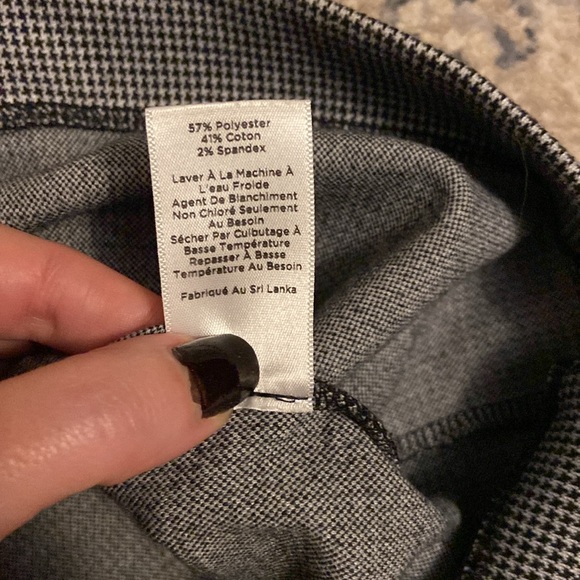 57% Polyester
41% Coton
2% Spandex
Laver À La Machine À
L'eau Froide
Agent De Blanchiment
Non Chloré Seulement
Au Besoin
Sécher Par Culbutage À
Basse Température
Repasser À Basse
Température Au Besoin
Fabriqué Au Sri Lanka